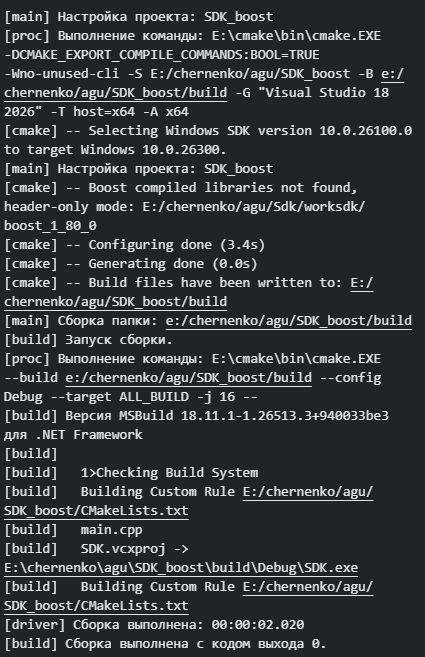 [main] Настройка проекта: SDK_boost
[proc] Выполнение команды: E:\cmake\bin\cmake.EXE
-DCMAKE_EXPORT_COMPILE_COMMANDS:BOOL=TRUE
-Wno-unused-cli -S E:/chernenko/agu/SDK_boost -B e:/
chernenko/agu/SDK_boost/build -G "Visual Studio 18
2026" -T host=x64 -A x64
[cmake] -- Selecting Windows SDK version 10.0.26100.0
to target Windows 10.0.26300.
[main] Настройка проекта: SDK_boost
[cmake] -- Boost compiled libraries not found,
header-only mode: E:/chernenko/agu/Sdk/worksdk/
boost_1_80_0
[cmake] -- Configuring done (3.4s)
[cmake] -- Generating done (0.0s)
[cmake] -- Build files have been written to: E:/
chernenko/agu/SDK_boost/build
[main] Сборка папки: e:/chernenko/agu/SDK_boost/build
[build] Запуск сборки.
[proc] Выполнение команды: E:\cmake\bin\cmake.EXE
--build e:/chernenko/agu/SDK_boost/build --config
Debug --target ALL_BUILD -j 16 --
[build] Версия MSBuild 18.11.1-1.26513.3+940033be3
для .NET Framework
[build]
[build]   1>Checking Build System
[build]   Building Custom Rule E:/chernenko/agu/
SDK_boost/CMakeLists.txt
[build]   main.cpp
[build]   SDK.vcxproj ->
E:\chernenko\agu\SDK_boost\build\Debug\SDK.exe
[build]   Building Custom Rule E:/chernenko/agu/
SDK_boost/CMakeLists.txt
[driver] Сборка выполнена: 00:00:02.020
[build] Сборка выполнена с кодом выхода 0.